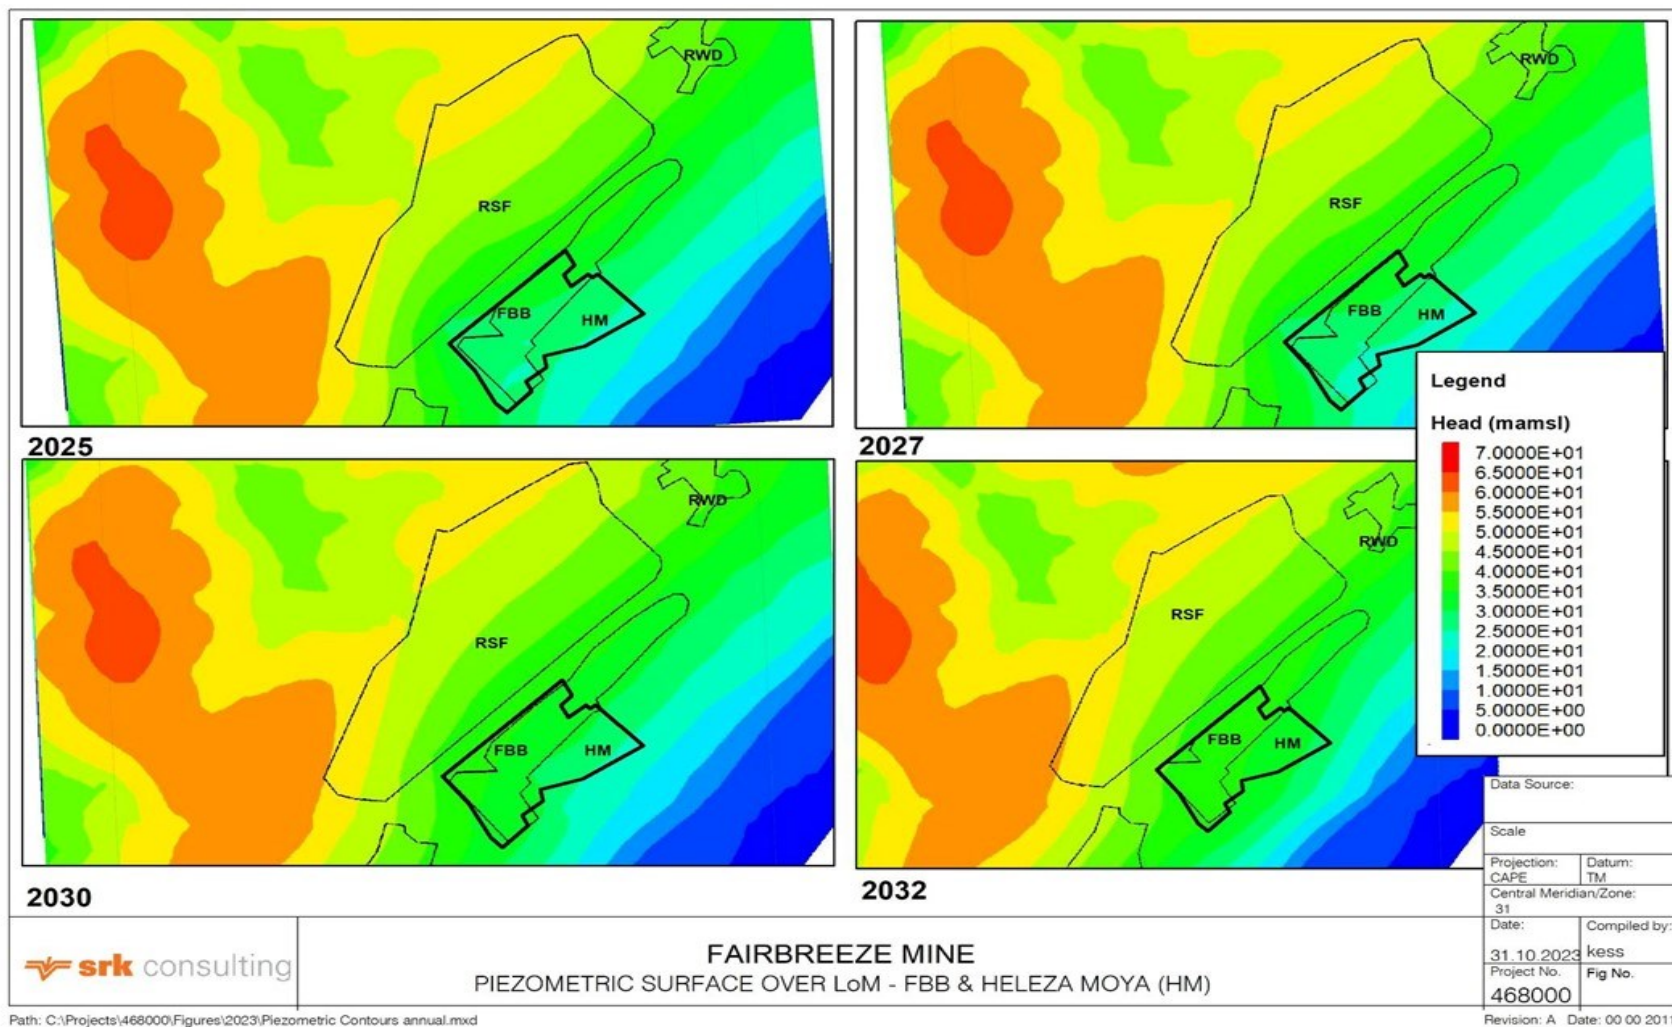 RWD
RSF
FBB
HM
2025
RWD
RSF
FBB
HM
2027
RWD
RSF
FBB
HM
2030
RWD
RSF
FBB
HM
2032
Legend
Head (mamsl)
7.0000E+01
6.5000E+01
6.0000E+01
5.5000E+01
5.0000E+01
4.5000E+01
4.0000E+01
3.5000E+01
3.0000E+01
2.5000E+01
2.0000E+01
1.5000E+01
1.0000E+01
5.0000E+00
0.0000E+00
Data Source:
Scale
Projection: Datum:
CAPE TM
Central Meridian/Zone:
31
Date: Compiled by:
31.10.2023 kess
Project No. Fig No.
468000
srk consulting
FAIRBREEZE MINE
PIEZOMETRIC SURFACE OVER LoM - FBB & HELEZA MOYA (HM)
Path: C:\Projects\468000\Figures\2023\Piezometric Contours annual.mxd
Revision: A Date: 00 00 2011